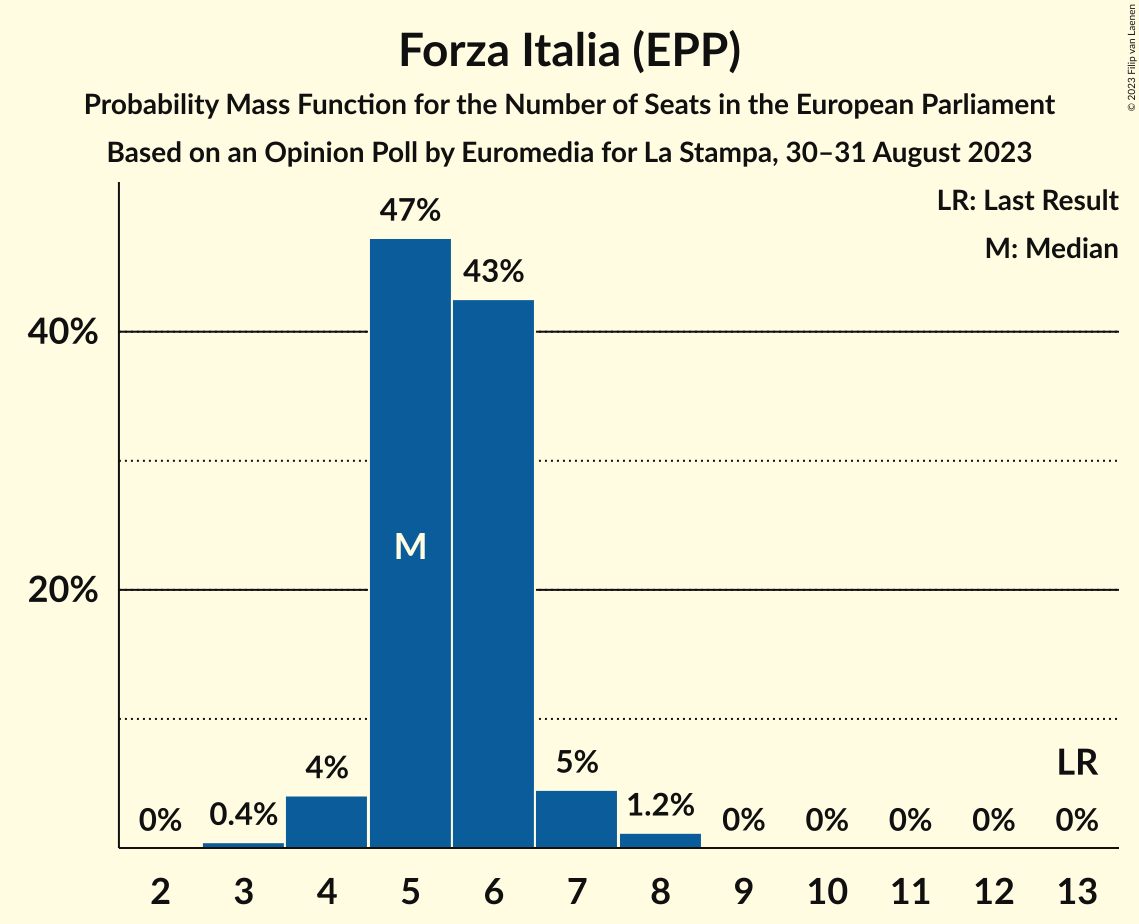 Forza Italia (EPP)
Probability Mass Function for the Number of Seats in the European Parliament
Based on an Opinion Poll by Euromedia for La Stampa, 30–31 August 2023
© 2023 Filip van Laenen
LR: Last Result
M: Median
47%
43%
40%
M
20%
LR
5%
4%
1.2%
0.4%
0% 0% 0% 0% 0% 0%
2 3 4 5 6 7 8 9 10 11 12 13